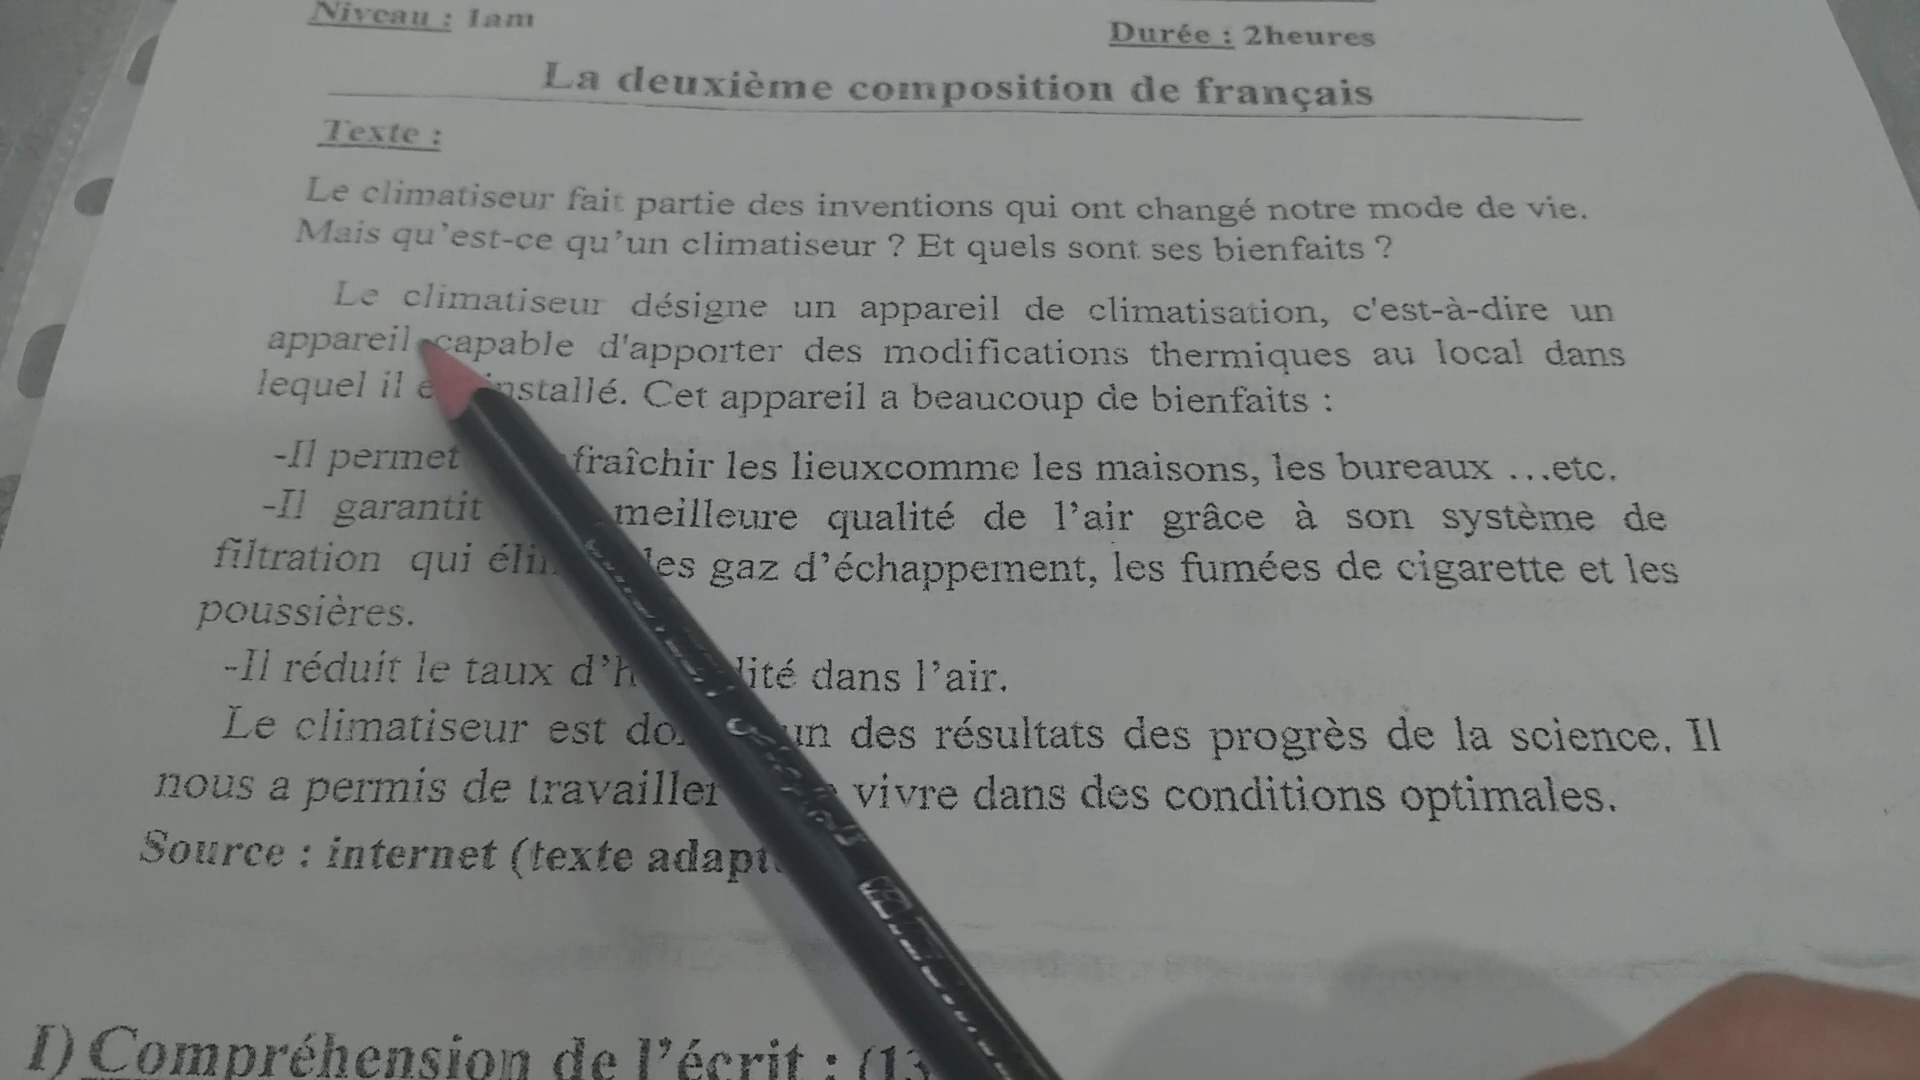 Niveau : 1am
Durée : 2heures
La deuxième composition de français
Texte :
Le climatiseur fait partie des inventions qui ont changé notre mode de vie.
Mais qu'est-ce qu'un climatiseur ? Et quels sont ses bienfaits ?
Le climatiseur désigne un appareil de climatisation, c'est-à-dire un
appareil capable d'apporter des modifications thermiques au local dans
lequel il installé. Cet appareil a beaucoup de bienfaits :
-Il permet fraîchir les lieuxcomme les maisons, les bureaux ...etc.
-Il garantit meilleure qualité de l'air grâce à son système de
filtration qui les gaz d'échappement, les fumées de cigarette et les
poussières.
-Il réduit le taux dans l'air.
Le climatiseur est un des résultats des progrès de la science. Il
nous a permis de travailler vivre dans des conditions optimales.
Source : internet (texte
I) Compréhension de l'écrit : (13